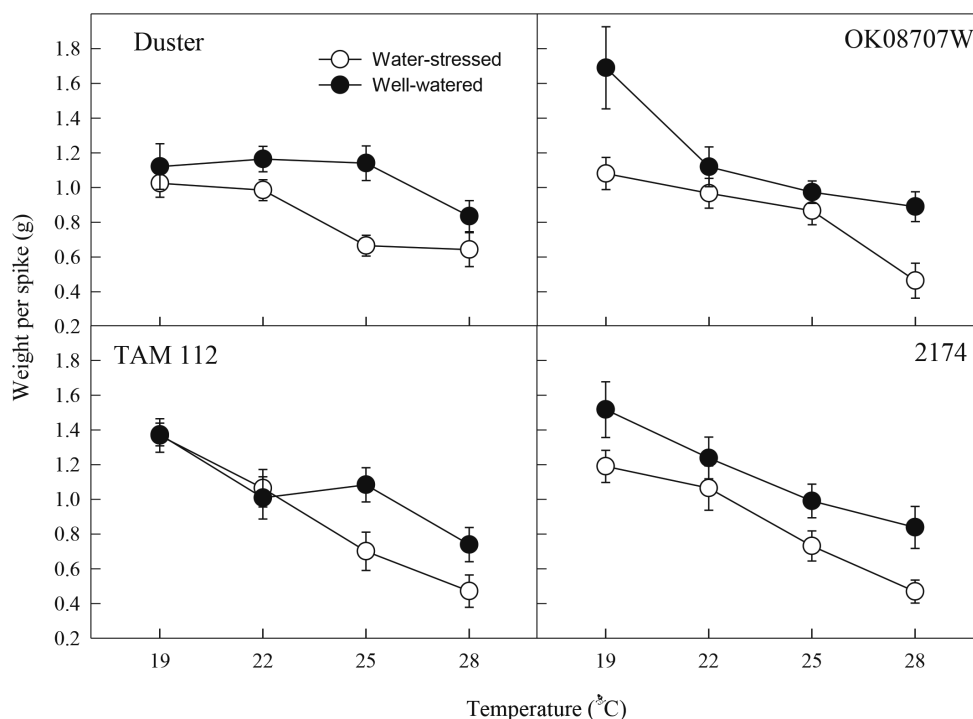 Duster
Water-stressed
Well-watered
OK08707W
1.8
1.6
1.4
1.2
1.0
0.8
0.6
0.4
0.2
Weight per spike (g)
TAM 112
2174
1.8
1.6
1.4
1.2
1.0
0.8
0.6
0.4
0.2
19 22 25 28 19 22 25 28
Temperature (°C)